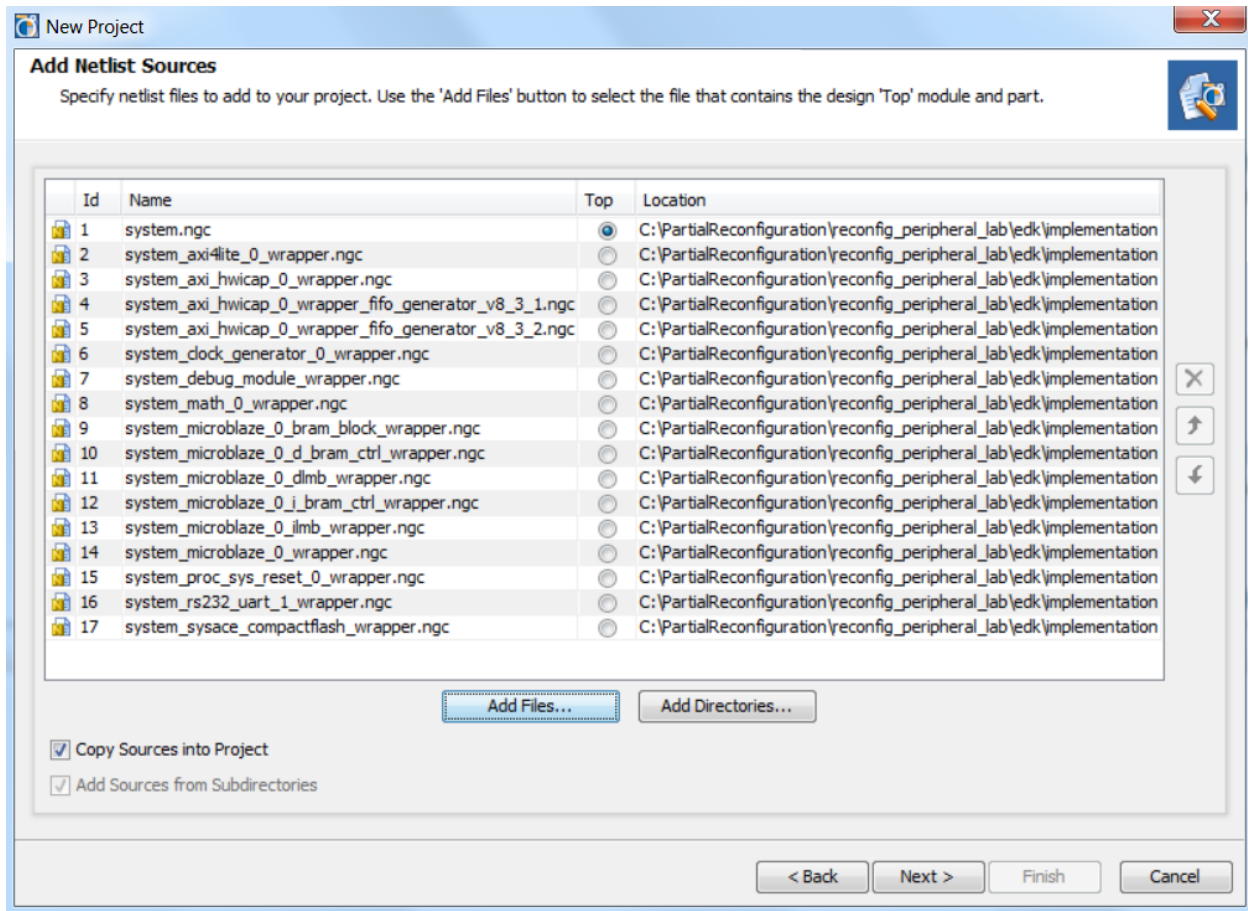 New Project
Add Netlist Sources
Specify netlist files to add to your project. Use the 'Add Files' button to select the file that contains the design 'Top' module and part.
Id Name Top Location
1 system.ngc C:\PartialReconfiguration\reconfig_peripheral_lab\edk\implementation
2 system_axi4lite_0_wrapper.ngc C:\PartialReconfiguration\reconfig_peripheral_lab\edk\implementation
3 system_axi_hwicap_0_wrapper.ngc C:\PartialReconfiguration\reconfig_peripheral_lab\edk\implementation
4 system_axi_hwicap_0_wrapper_fifo_generator_v8_3_1.ngc C:\PartialReconfiguration\reconfig_peripheral_lab\edk\implementation
5 system_axi_hwicap_0_wrapper_fifo_generator_v8_3_2.ngc C:\PartialReconfiguration\reconfig_peripheral_lab\edk\implementation
6 system_clock_generator_0_wrapper.ngc C:\PartialReconfiguration\reconfig_peripheral_lab\edk\implementation
7 system_debug_module_wrapper.ngc C:\PartialReconfiguration\reconfig_peripheral_lab\edk\implementation
8 system_math_0_wrapper.ngc C:\PartialReconfiguration\reconfig_peripheral_lab\edk\implementation
9 system_microblaze_0_bram_block_wrapper.ngc C:\PartialReconfiguration\reconfig_peripheral_lab\edk\implementation
10 system_microblaze_0_d_bram_ctrl_wrapper.ngc C:\PartialReconfiguration\reconfig_peripheral_lab\edk\implementation
11 system_microblaze_0_dlmb_wrapper.ngc C:\PartialReconfiguration\reconfig_peripheral_lab\edk\implementation
12 system_microblaze_0_i_bram_ctrl_wrapper.ngc C:\PartialReconfiguration\reconfig_peripheral_lab\edk\implementation
13 system_microblaze_0_ilmb_wrapper.ngc C:\PartialReconfiguration\reconfig_peripheral_lab\edk\implementation
14 system_microblaze_0_wrapper.ngc C:\PartialReconfiguration\reconfig_peripheral_lab\edk\implementation
15 system_proc_sys_reset_0_wrapper.ngc C:\PartialReconfiguration\reconfig_peripheral_lab\edk\implementation
16 system_rs232_uart_1_wrapper.ngc C:\PartialReconfiguration\reconfig_peripheral_lab\edk\implementation
17 system_sysace_compactflash_wrapper.ngc C:\PartialReconfiguration\reconfig_peripheral_lab\edk\implementation
Add Files... Add Directories...
Copy Sources into Project
Add Sources from Subdirectories
< Back Next > Finish Cancel